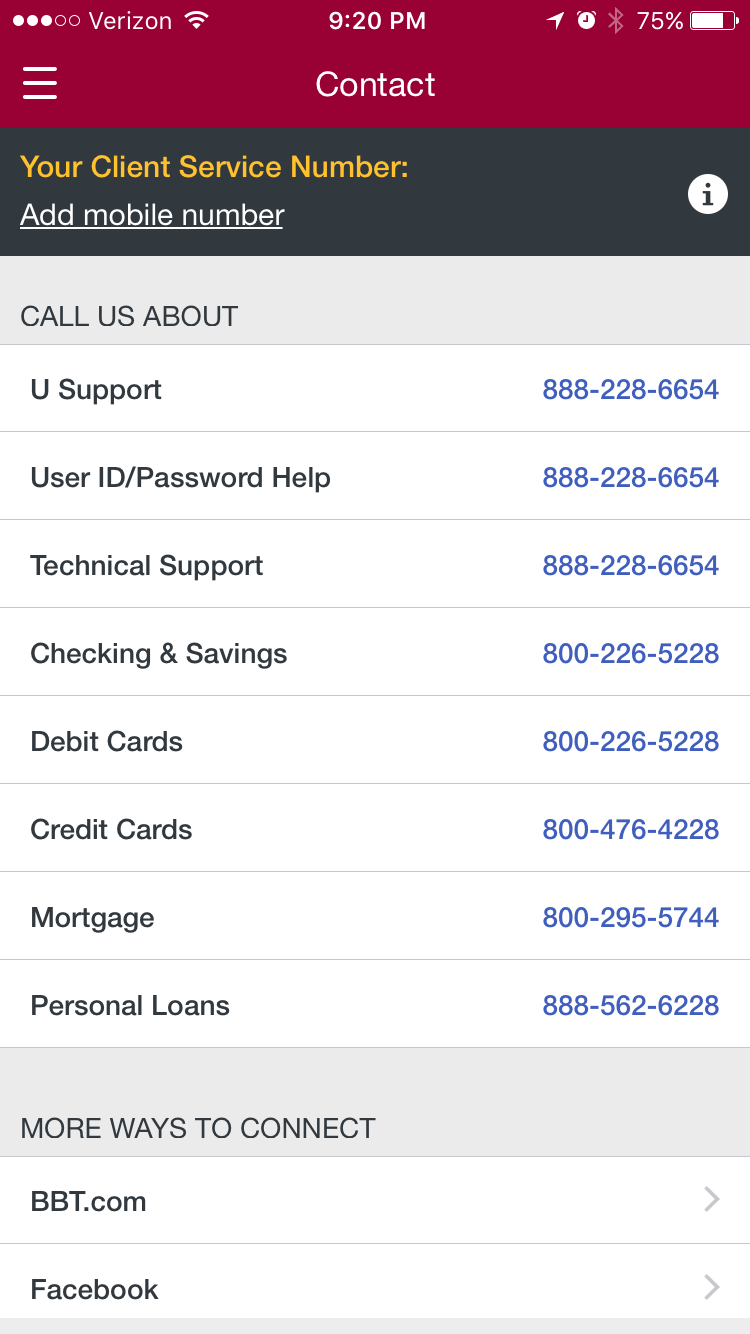 Verizon 9:20 PM 75%
Contact
Your Client Service Number:
Add mobile number
i
CALL US ABOUT
U Support 888-228-6654
User ID/Password Help 888-228-6654
Technical Support 888-228-6654
Checking & Savings 800-226-5228
Debit Cards 800-226-5228
Credit Cards 800-476-4228
Mortgage 800-295-5744
Personal Loans 888-562-6228
MORE WAYS TO CONNECT
BBT.com
Facebook